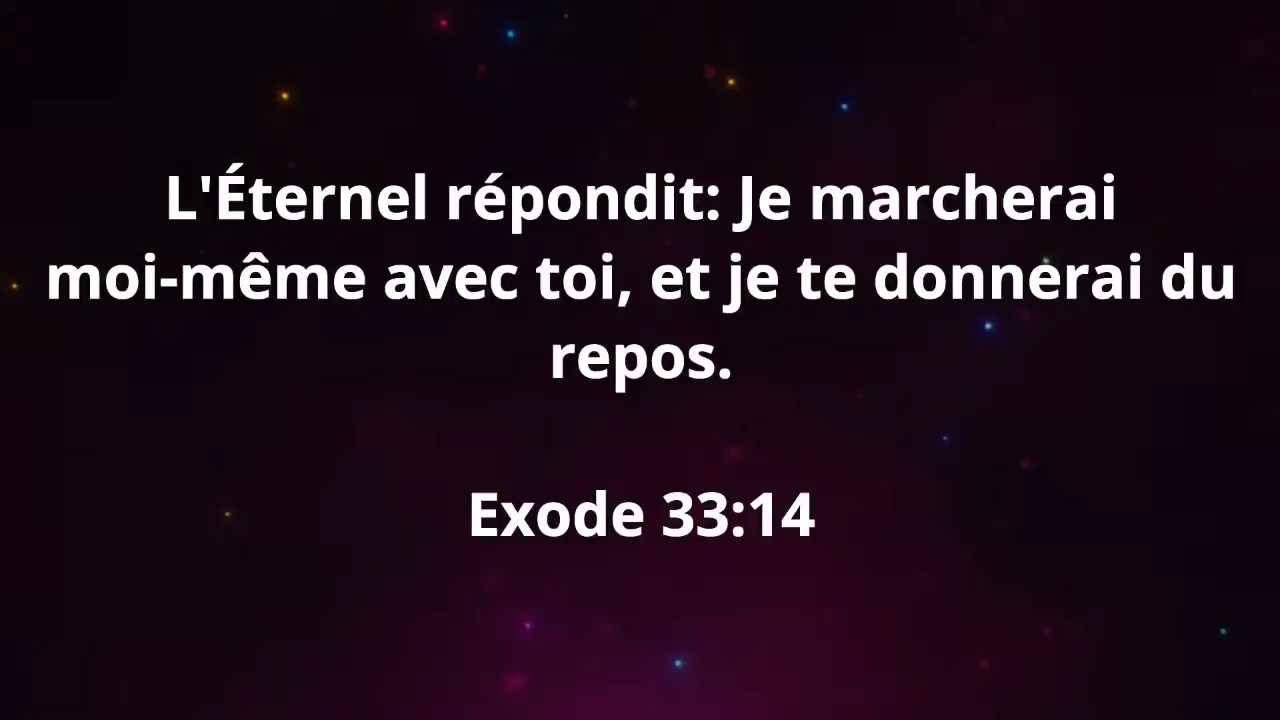 L'Éternel répondit: Je marcherai
moi-même avec toi, et je te donnerai du
repos.
Exode 33:14